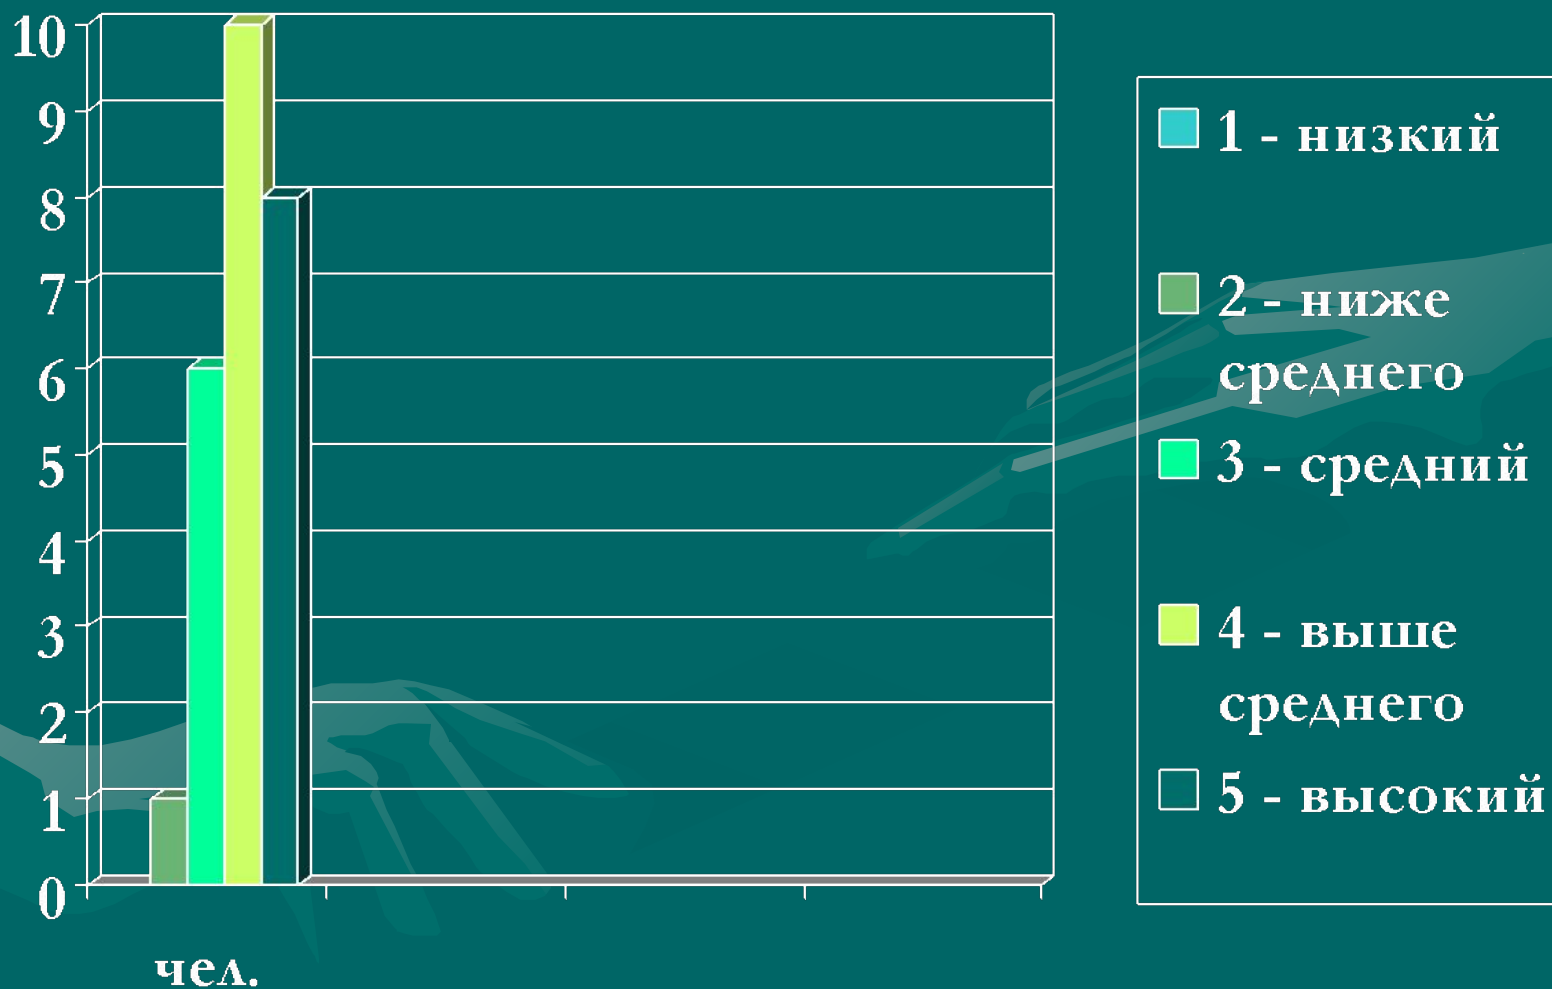 10
9
8
7
6
5
4
3
2
1
0
чел.
1 - низкий
2 - ниже
среднего
3 - средний
4 - выше
среднего
5 - высокий